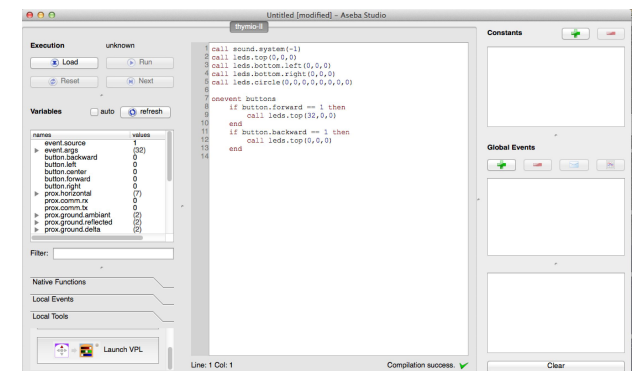 Untitled [modified] - Aseba Studio
thymio-II
Execution unknown
Load Run
Reset Next
Variables auto refresh
names values
event.source 1
event.args (32)
button.backward 0
button.left 0
button.center 0
button.forward 0
button.right 0
prox.horizontal (7)
prox.comm.rx 0
prox.comm.tx 0
prox.ground.ambiant (2)
prox.ground.reflected (2)
prox.ground.delta (2)
Filter:
Native Functions
Local Events
Local Tools
Launch VPL
1 call sound.system(-1)
2 call leds.top(0,0,0)
3 call leds.bottom.left(0,0,0)
4 call leds.bottom.right(0,0,0)
5 call leds.circle(0,0,0,0,0,0,0,0)
6
7 onevent buttons
8 if button.forward == 1 then
9 call leds.top(32,0,0)
10 end
11 if button.backward == 1 then
12 call leds.top(0,0,0)
13 end
14
Line: 1 Col: 1 Compilation success.
Constants
Global Events
Clear